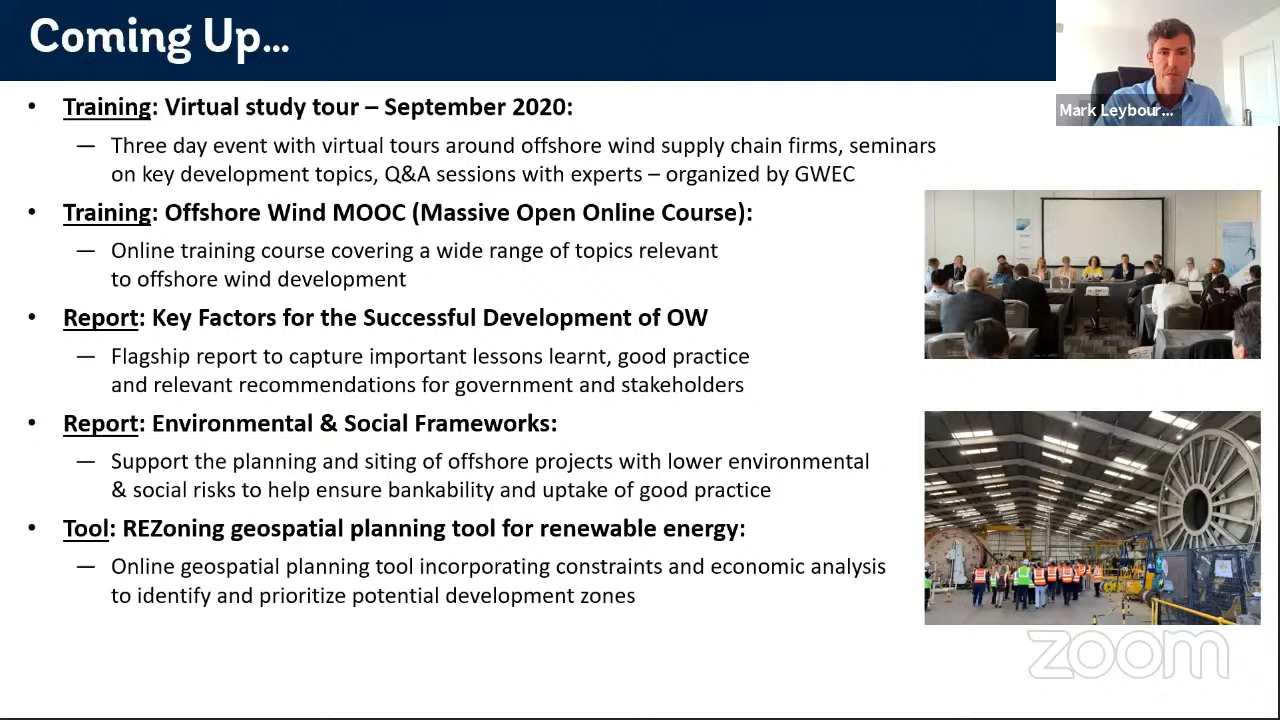 Coming Up...
Mark Leybour...
• Training: Virtual study tour – September 2020:
— Three day event with virtual tours around offshore wind supply chain firms, seminars
on key development topics, Q&A sessions with experts – organized by GWEC
• Training: Offshore Wind MOOC (Massive Open Online Course):
— Online training course covering a wide range of topics relevant
to offshore wind development
• Report: Key Factors for the Successful Development of OW
— Flagship report to capture important lessons learnt, good practice
and relevant recommendations for government and stakeholders
• Report: Environmental & Social Frameworks:
— Support the planning and siting of offshore projects with lower environmental
& social risks to help ensure bankability and uptake of good practice
• Tool: REZoning geospatial planning tool for renewable energy:
— Online geospatial planning tool incorporating constraints and economic analysis
to identify and prioritize potential development zones
zoom